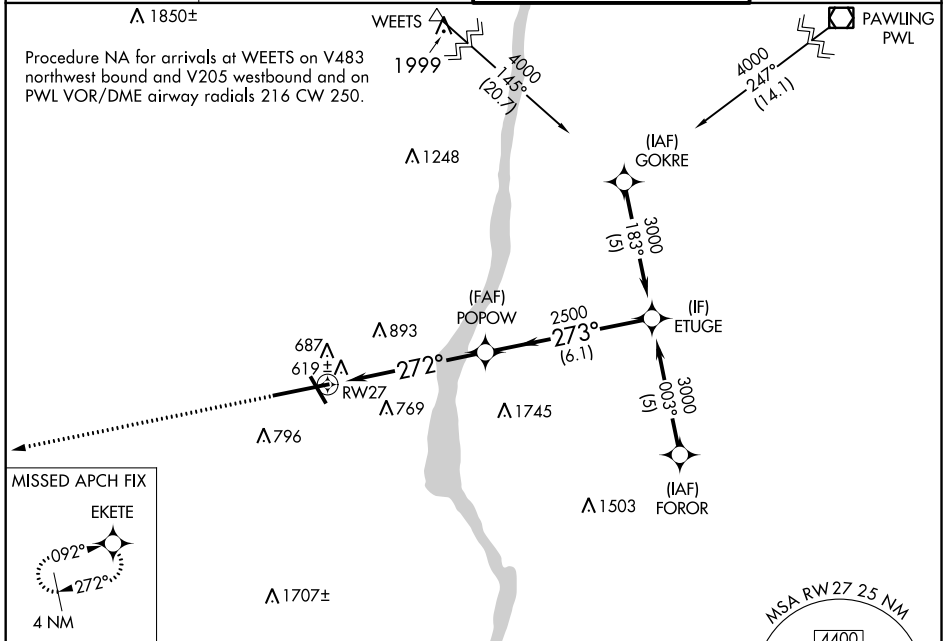 1850±
WEETS
1999
PAWLING
PWL
Procedure NA for arrivals at WEETS on V483
northwest bound and V205 westbound and on
PWL VOR/DME airway radials 216 CW 250.
4000
145°
(20.7)
4000
247°
(14.1)
1248
(IAF)
GOKRE
3000
183°
(5)
(FAF)
POPOW
2500
273°
(6.1)
(IF)
ETUGE
893
687
619±
272°
RW27
769
1745
796
3000
003°
(5)
(IAF)
FOROR
1503
MISSED APCH FIX
EKETE
092°
272°
4 NM
1707±
MSA RW27 25 NM
4400